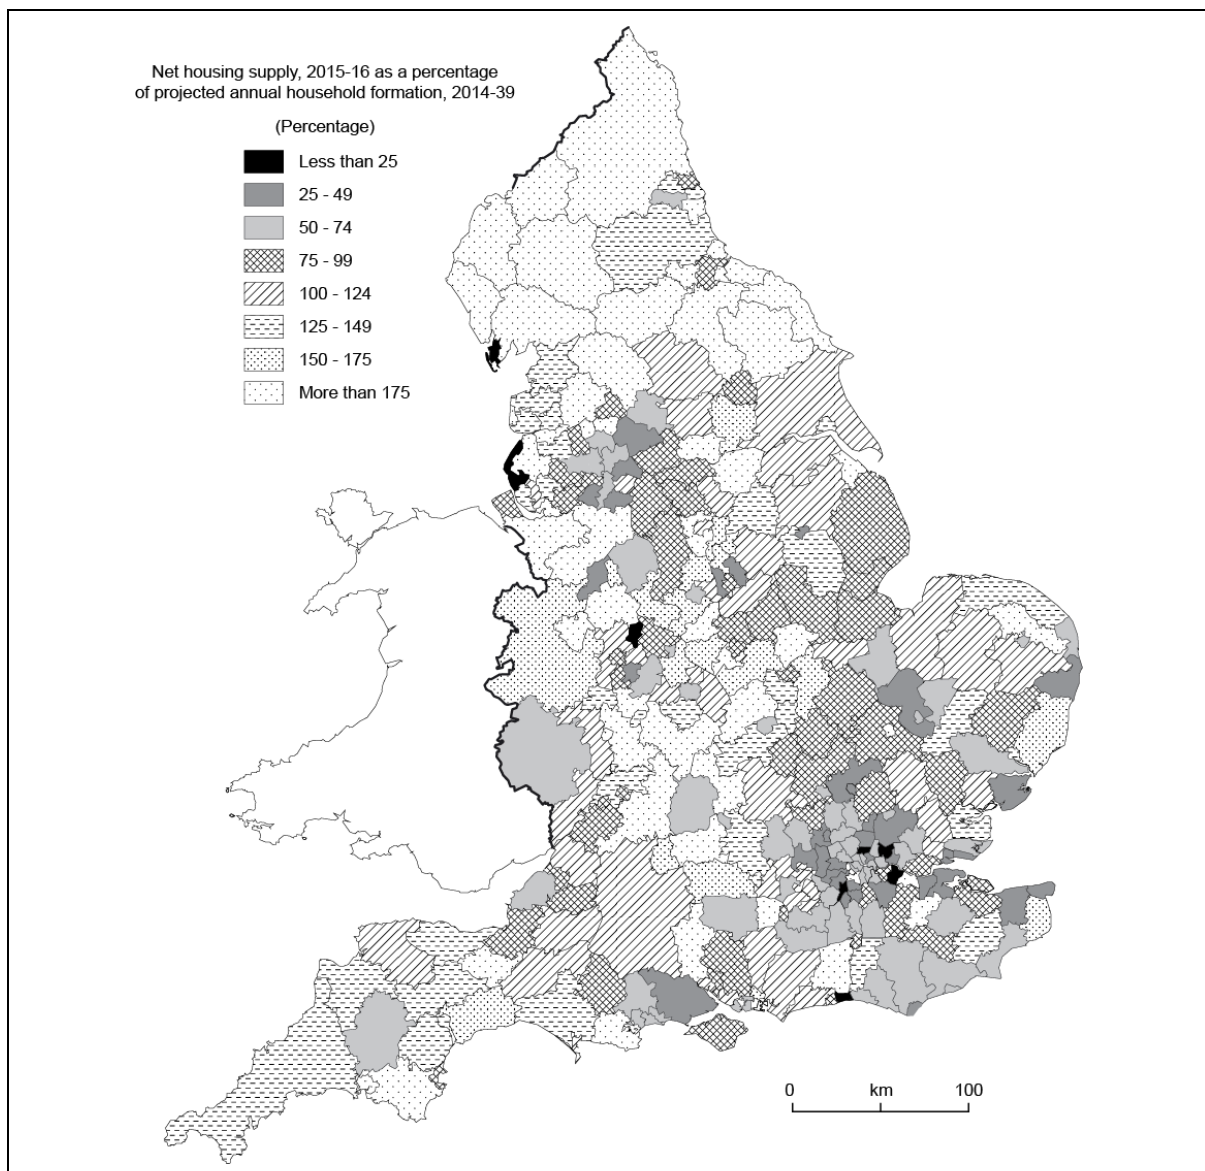 Net housing supply, 2015-16 as a percentage
of projected annual household formation, 2014-39
(Percentage)
Less than 25
25 - 49
50 - 74
75 - 99
100 - 124
125 - 149
150 - 175
More than 175
0 km 100